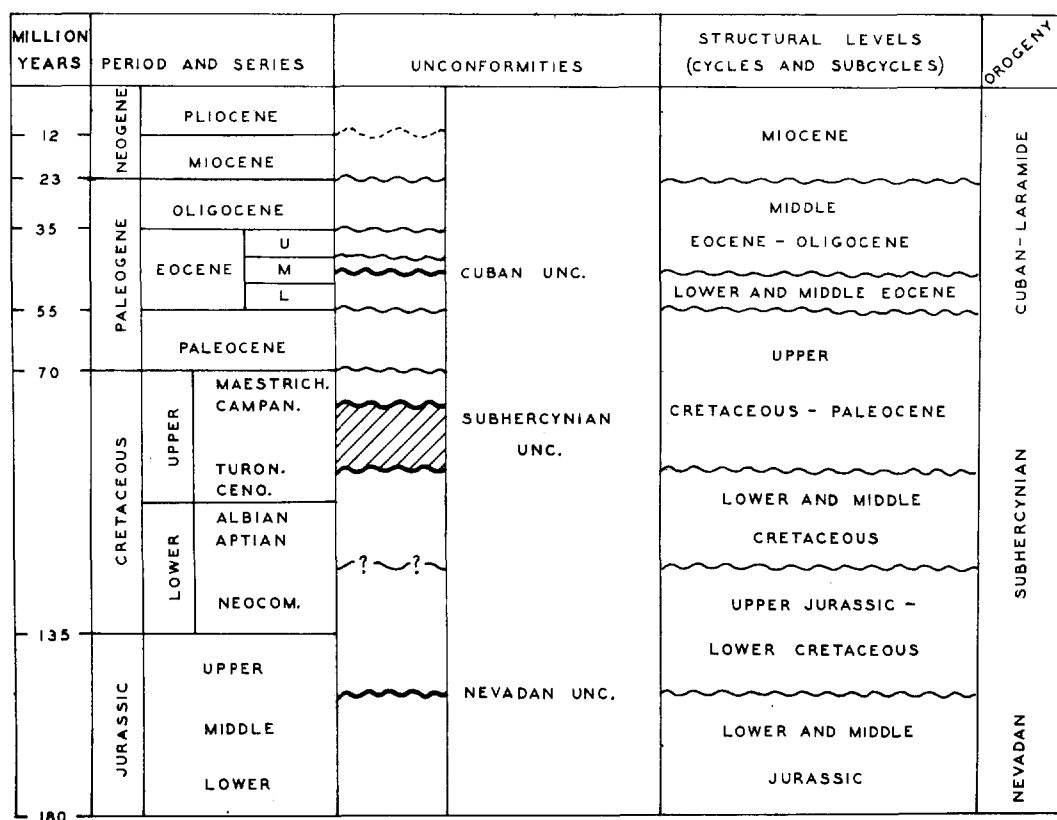 MILLION
YEARS
PERIOD AND SERIES
UNCONFORMITIES
STRUCTURAL LEVELS
(CYCLES AND SUBCYCLES)
OROGENY
12
23
35
55
70
135
180
NEOGENE
PALEOGENE
CRETACEOUS
JURASSIC
PLIOCENE
MIOCENE
OLIGOCENE
EOCENE
U
M
L
PALEOCENE
UPPER
LOWER
MAESTRICH.
CAMPAN.
TURON.
CENO.
ALBIAN
APTIAN
NEOCOM.
UPPER
MIDDLE
LOWER
? ?
CUBAN UNC.
SUBHERCYNIAN
UNC.
NEVADAN UNC.
MIOCENE
MIDDLE
EOCENE - OLIGOCENE
LOWER AND MIDDLE EOCENE
UPPER
CRETACEOUS - PALEOCENE
LOWER AND MIDDLE
CRETACEOUS
UPPER JURASSIC -
LOWER CRETACEOUS
LOWER AND MIDDLE
JURASSIC
CUBAN-LARAMIDE
SUBHERCYNIAN
NEVADAN